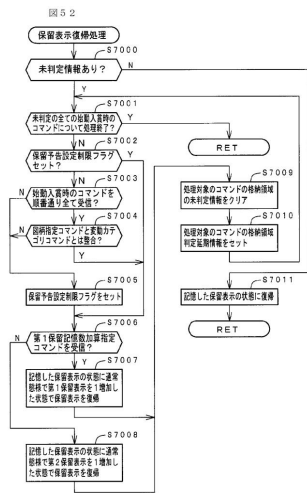 図52
保留表示復帰処理
S7000
未判定情報あり？
N
Y
S7001
未判定の全ての始動入賞時の
コマンドについて処理終了？
Y
N
S7002
保留予告設定制限フラグ
セット？
Y
N
S7003
始動入賞時のコマンドを
順番通り全て受信？
N
Y
S7004
図柄指定コマンドと変動カテ
ゴリコマンドとは整合？
N
Y
S7005
保留予告設定制限フラグをセット
S7006
第1保留記憶数加算指定
コマンドを受信？
N
Y
S7007
記憶した保留表示の状態に通常
態様で第1保留表示を1増加し
た状態で保留表示を復帰
S7008
記憶した保留表示の状態に通常
態様で第2保留表示を1増加し
た状態で保留表示を復帰
RET
S7009
処理対象のコマンドの格納領域
の未判定情報をクリア
S7010
処理対象のコマンドの格納領域
判定延期情報をセット
S7011
記憶した保留表示の状態に復帰
RET